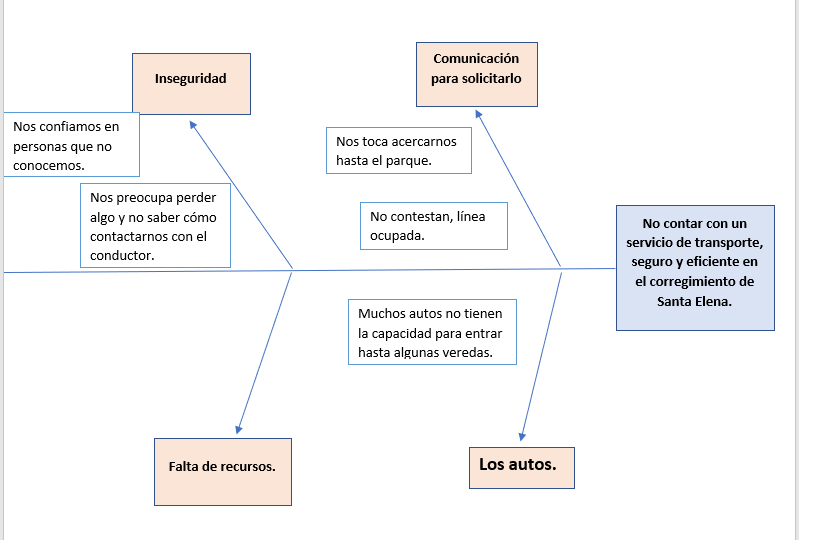 Inseguridad
Comunicación
para solicitarlo
Nos confiamos en
personas que no
conocemos.
Nos toca acercarnos
hasta el parque.
Nos preocupa perder
algo y no saber cómo
contactarnos con el
conductor.
No contestan, línea
ocupada.
No contar con un
servicio de transporte,
seguro y eficiente en
el corregimiento de
Santa Elena.
Muchos autos no tienen
la capacidad para entrar
hasta algunas veredas.
Falta de recursos.
Los autos.